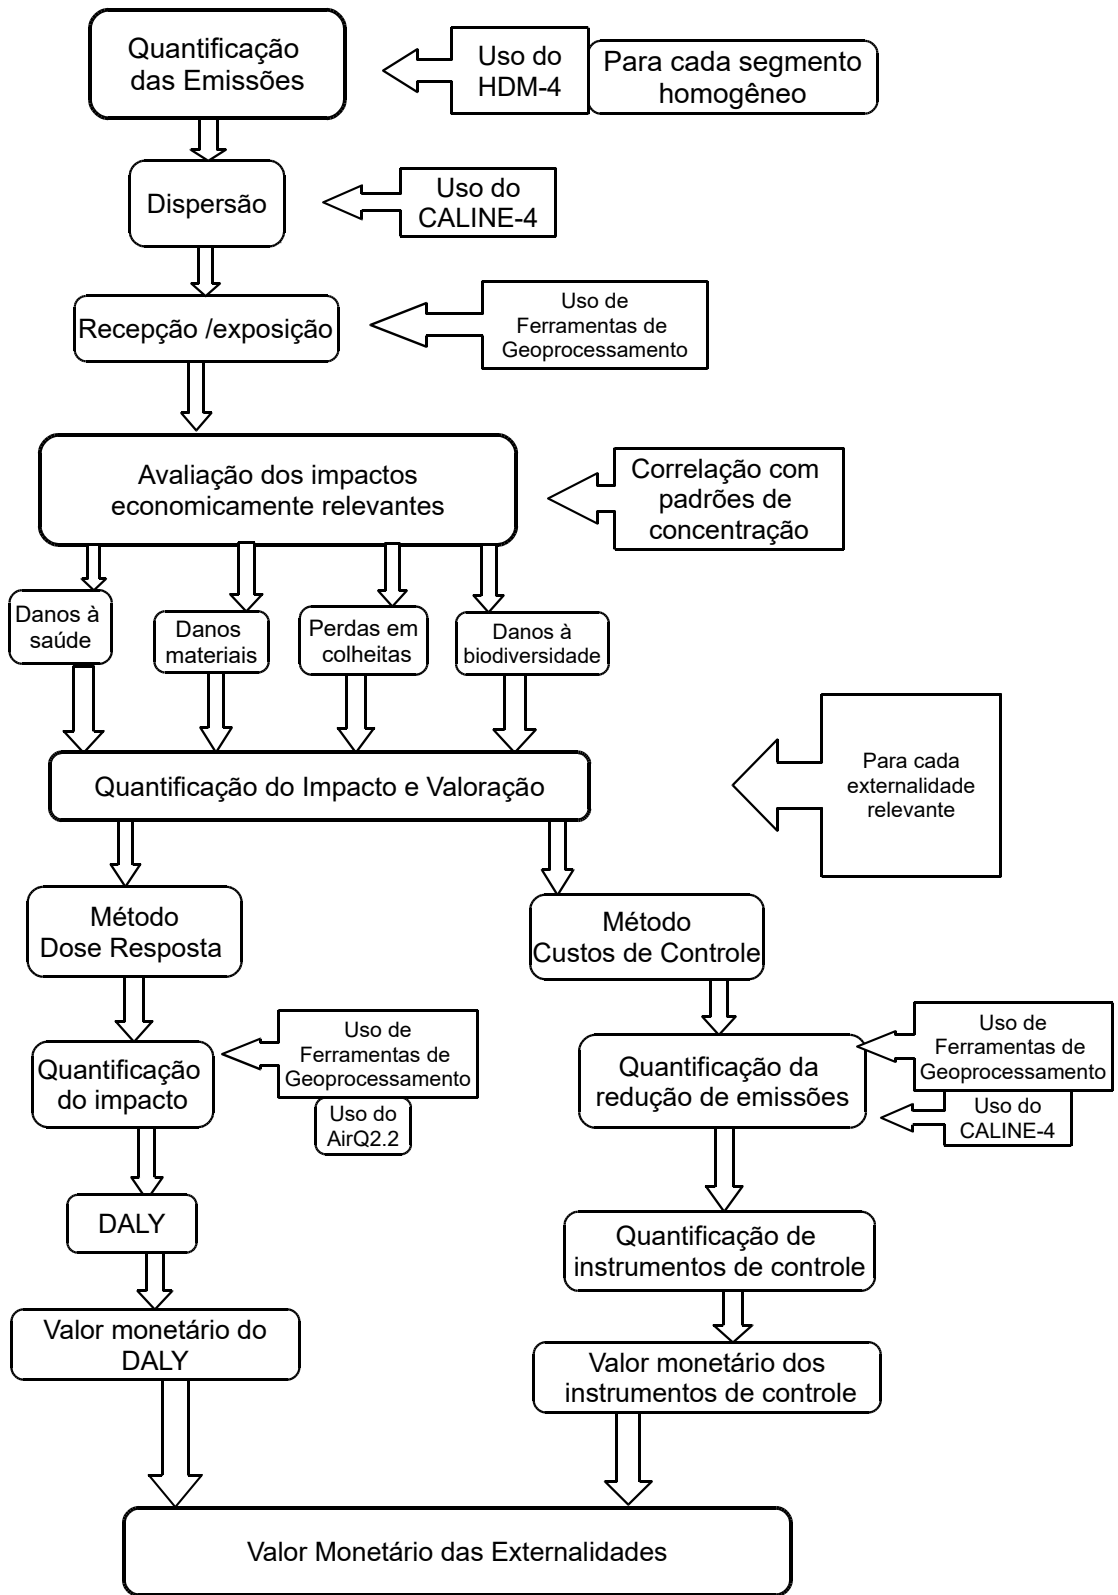 Quantificação
das Emissões
Uso do
HDM-4
Para cada segmento
homogêneo
Dispersão
Uso do
CALINE-4
Recepção /exposição
Uso de
Ferramentas de
Geoprocessamento
Avaliação dos impactos
economicamente relevantes
Correlação com
padrões de
concentração
Danos à
saúde
Danos
materiais
Perdas em
colheitas
Danos à
biodiversidade
Quantificação do Impacto e Valoração
Para cada
externalidade
relevante
Método
Dose Resposta
Método
Custos de Controle
Quantificação
do impacto
Uso de
Ferramentas de
Geoprocessamento
Uso do
AirQ2.2
Quantificação da
redução de emissões
Uso de
Ferramentas de
Geoprocessamento
Uso do
CALINE-4
DALY
Quantificação de
instrumentos de controle
Valor monetário do
DALY
Valor monetário dos
instrumentos de controle
Valor Monetário das Externalidades